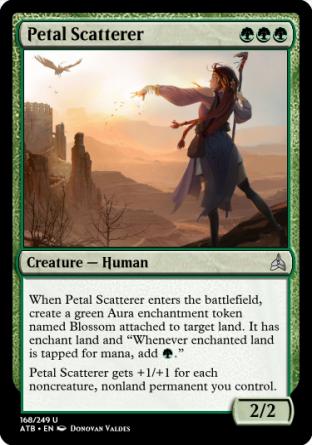 Petal Scatterer
Creature — Human
When Petal Scatterer enters the battlefield,
create a green Aura enchantment token
named Blossom attached to target land. It has
enchant land and “Whenever enchanted land
is tapped for mana, add .”
Petal Scatterer gets +1/+1 for each
noncreature, nonland permanent you control.
2/2
168/249 U
ATB • EN Donovan Valdes